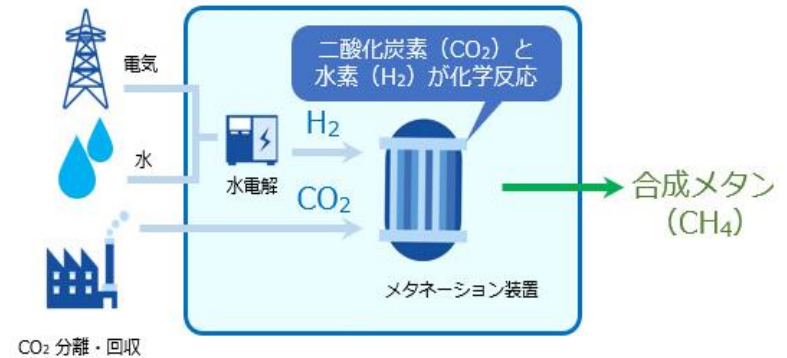 二酸化炭素（CO₂）と
水素（H₂）が化学反応
電気
水
水電解
H₂
CO₂
メタネーション装置
合成メタン
（CH₄）
CO₂ 分離・回収